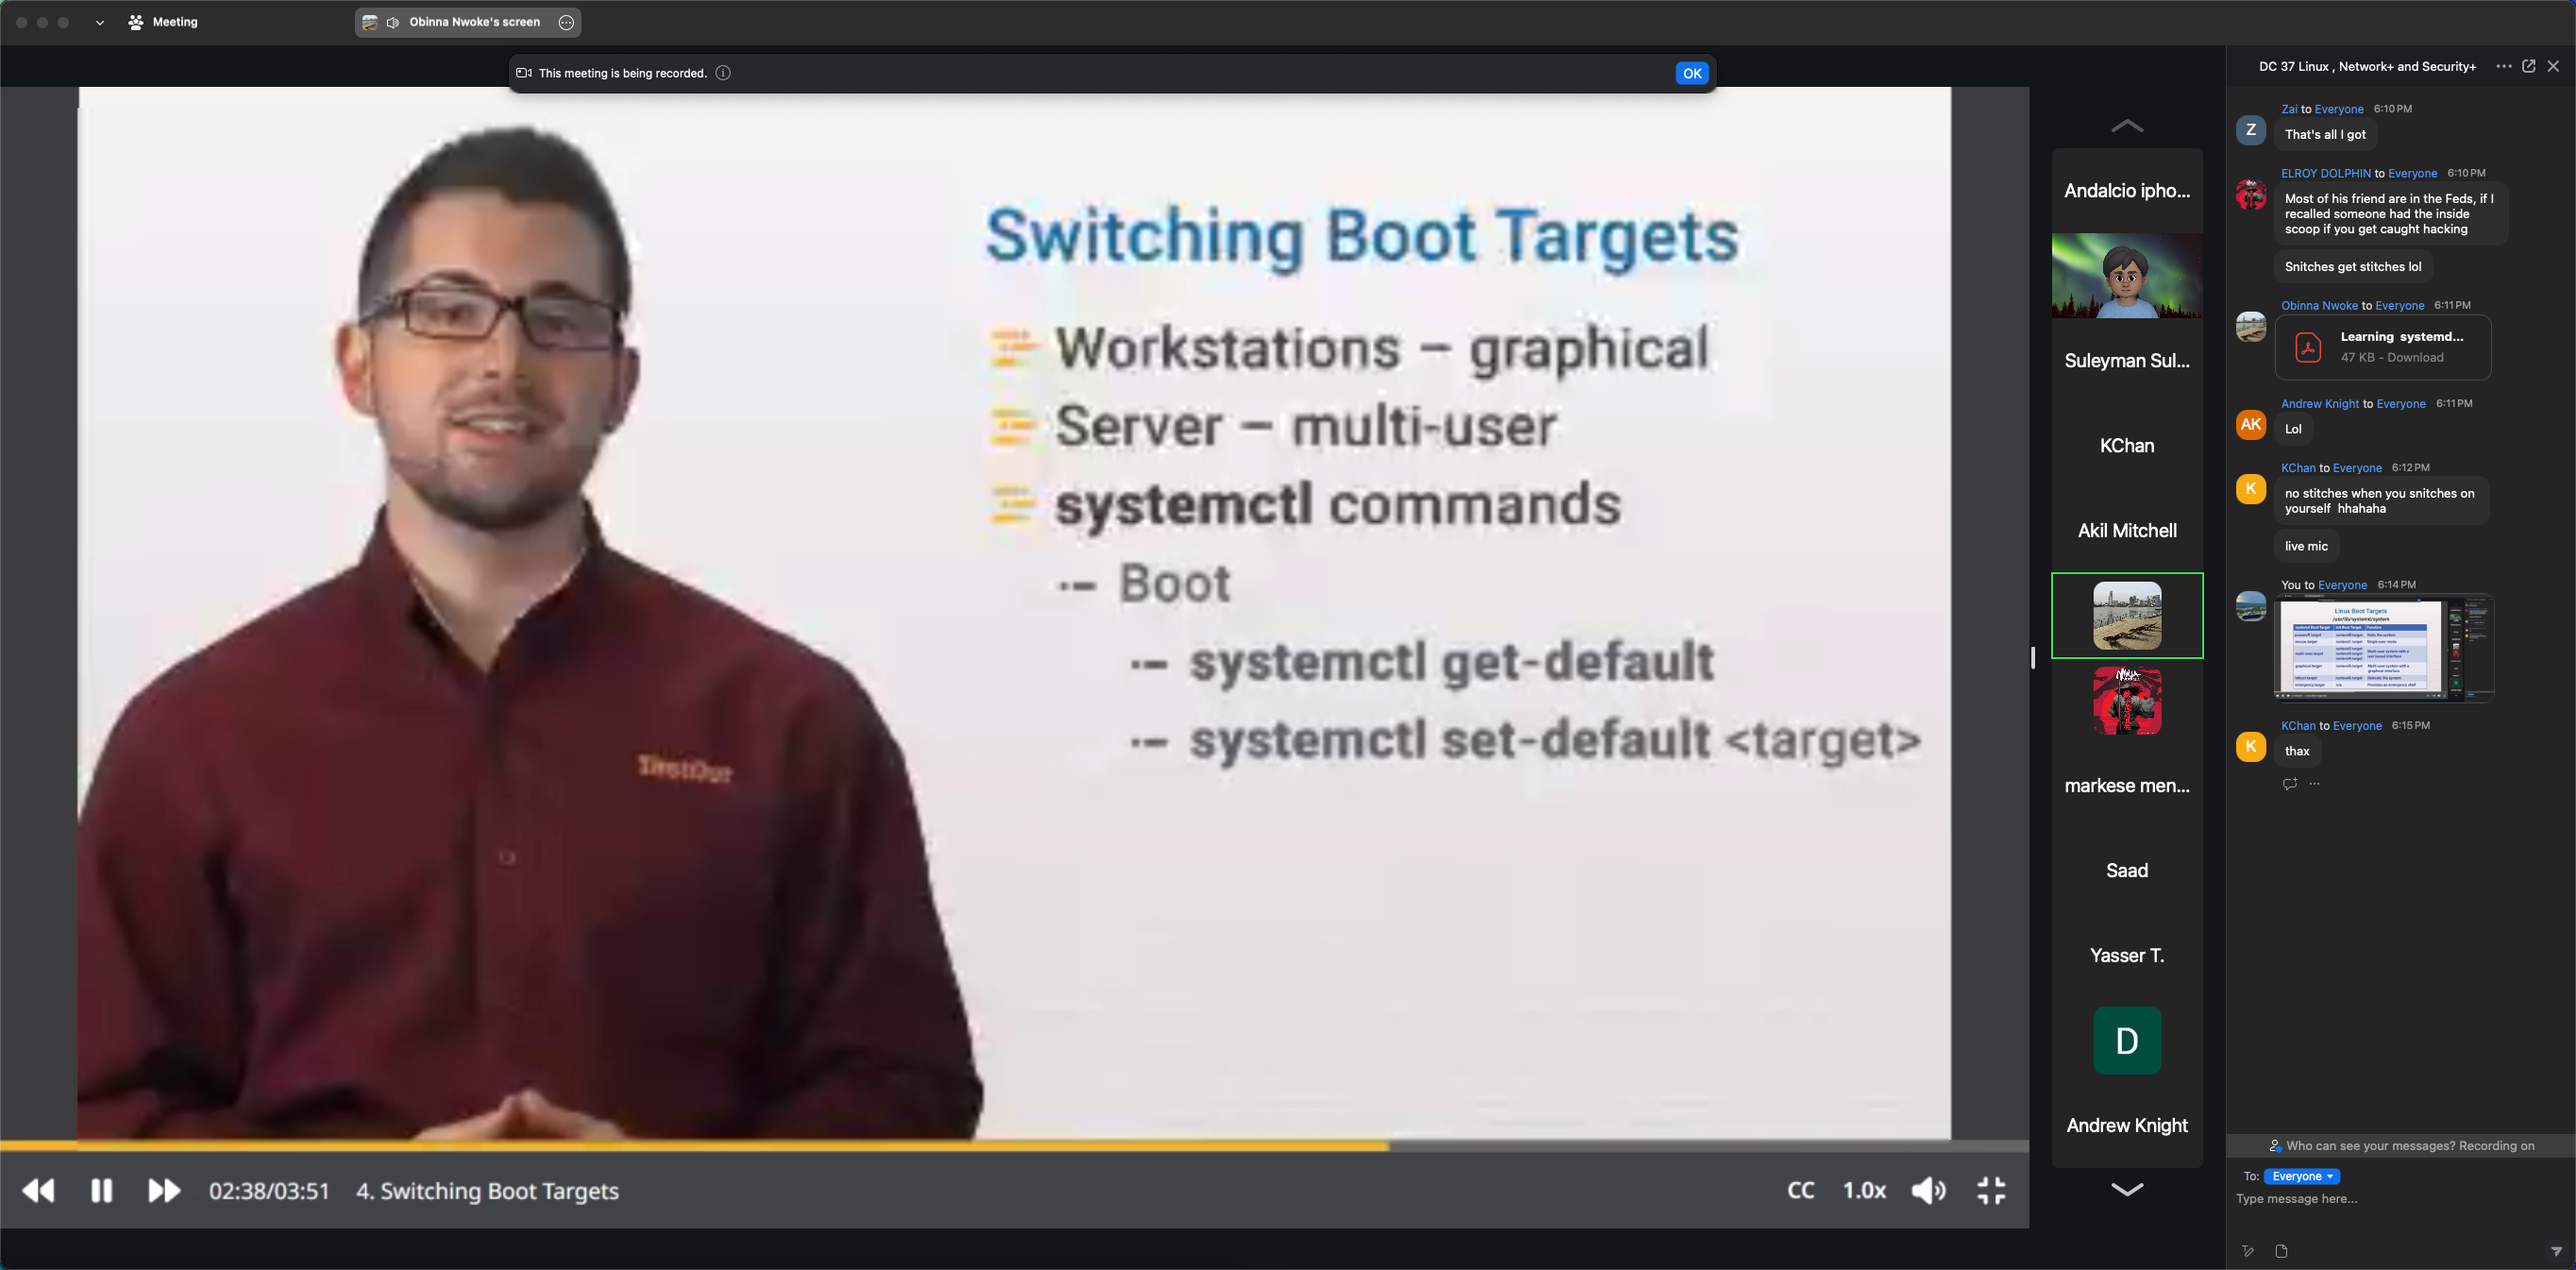 Meeting
Obinna Nwoke's screen
This meeting is being recorded.
OK
Switching Boot Targets
Workstations – graphical
Server – multi-user
systemctl commands
Boot
systemctl get-default
systemctl set-default <target>
TestOut
02:38/03:51
4. Switching Boot Targets
CC
1.0x
Andalcio ipho...
Suleyman Sul...
KChan
Akil Mitchell
markese men...
Saad
Yasser T.
D
Andrew Knight
DC 37 Linux , Network+ and Security+
Zai to Everyone 6:10 PM
Z
That's all I got
ELROY DOLPHIN to Everyone 6:10 PM
Most of his friend are in the Feds, if I
recalled someone had the inside
scoop if you get caught hacking
Snitches get stitches lol
Obinna Nwoke to Everyone 6:11 PM
Learning systemd...
47 KB - Download
Andrew Knight to Everyone 6:11 PM
AK
Lol
KChan to Everyone 6:12 PM
K
no stitches when you snitches on
yourself hhahaha
live mic
You to Everyone 6:14 PM
Linux Boot Targets
/usr/lib/systemd/system
KChan to Everyone 6:15 PM
K
thax
Who can see your messages? Recording on
To: Everyone
Type message here...